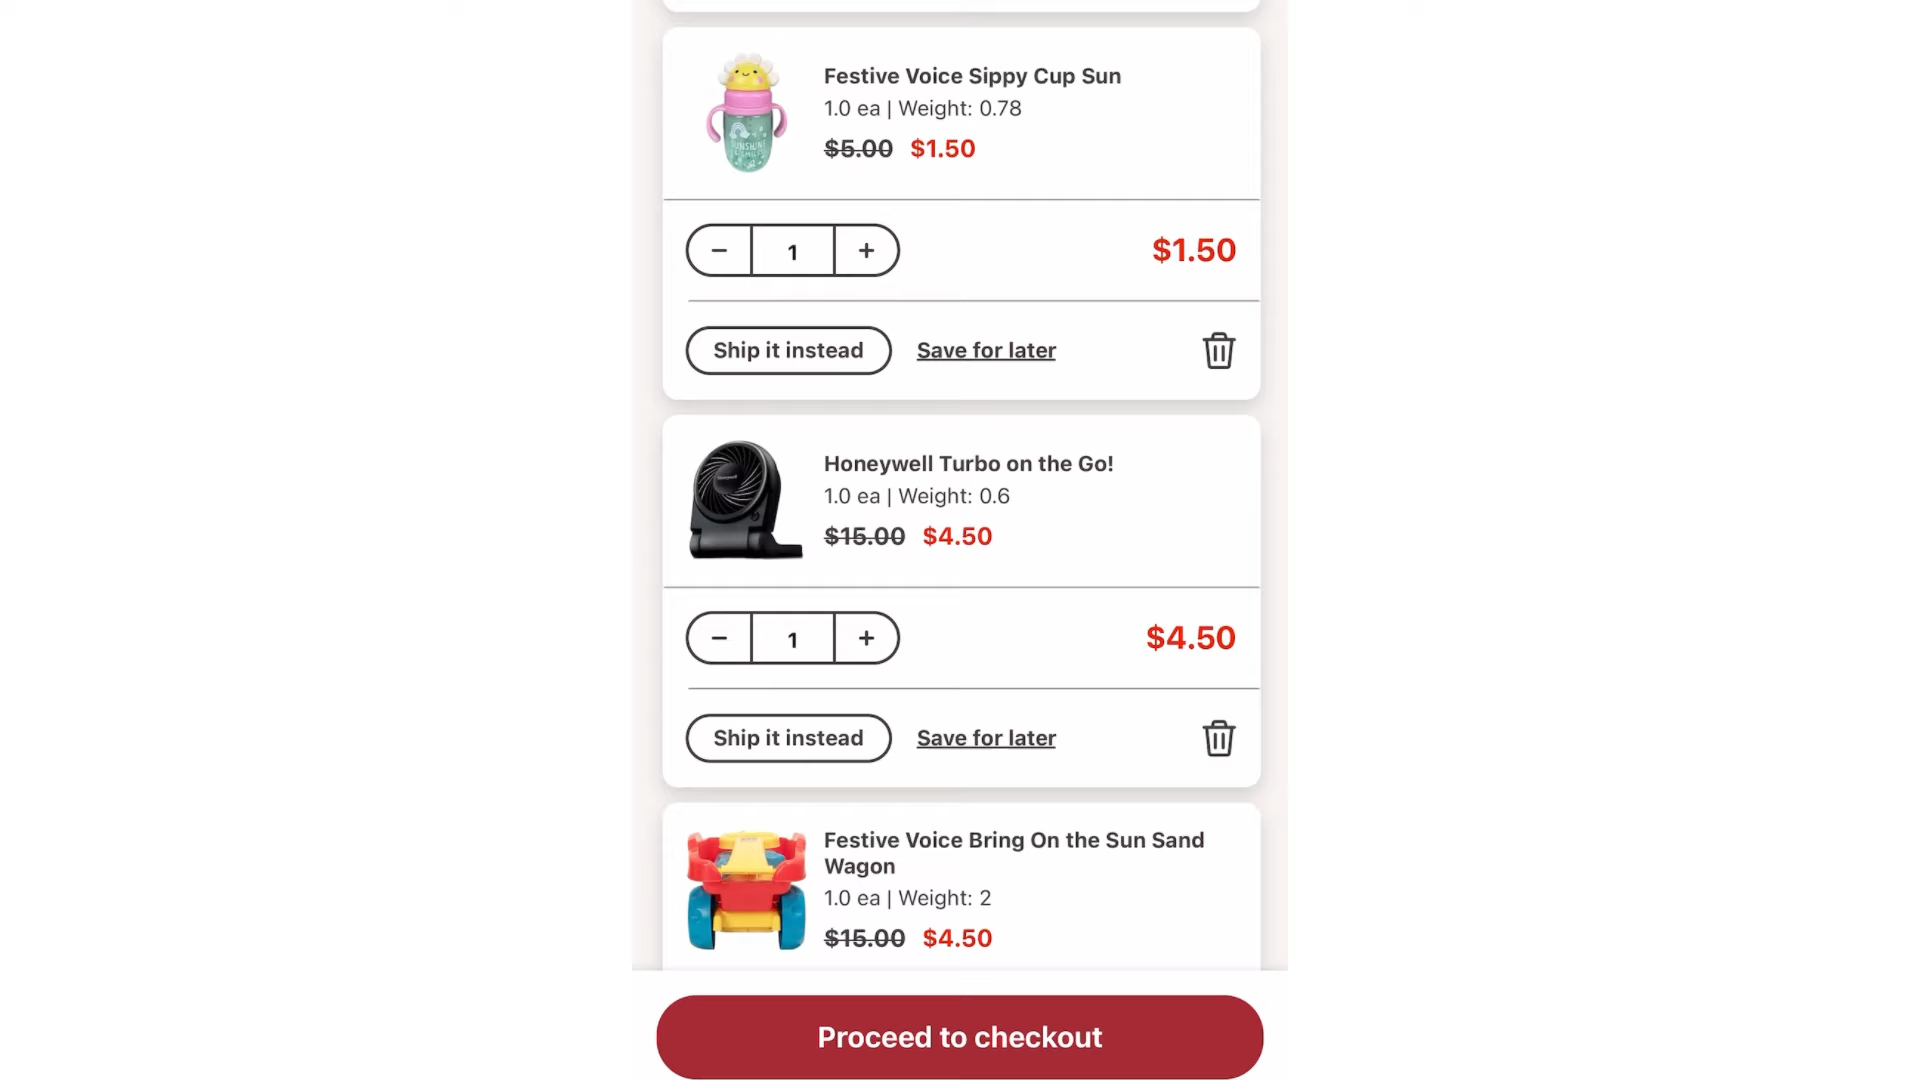 Festive Voice Sippy Cup Sun
1.0 ea | Weight: 0.78
$5.00 $1.50
SUNSHINE
− 1 + $1.50
Ship it instead Save for later
Honeywell Turbo on the Go!
1.0 ea | Weight: 0.6
$15.00 $4.50
Honeywell
− 1 + $4.50
Ship it instead Save for later
Festive Voice Bring On the Sun Sand
Wagon
1.0 ea | Weight: 2
$15.00 $4.50
Proceed to checkout